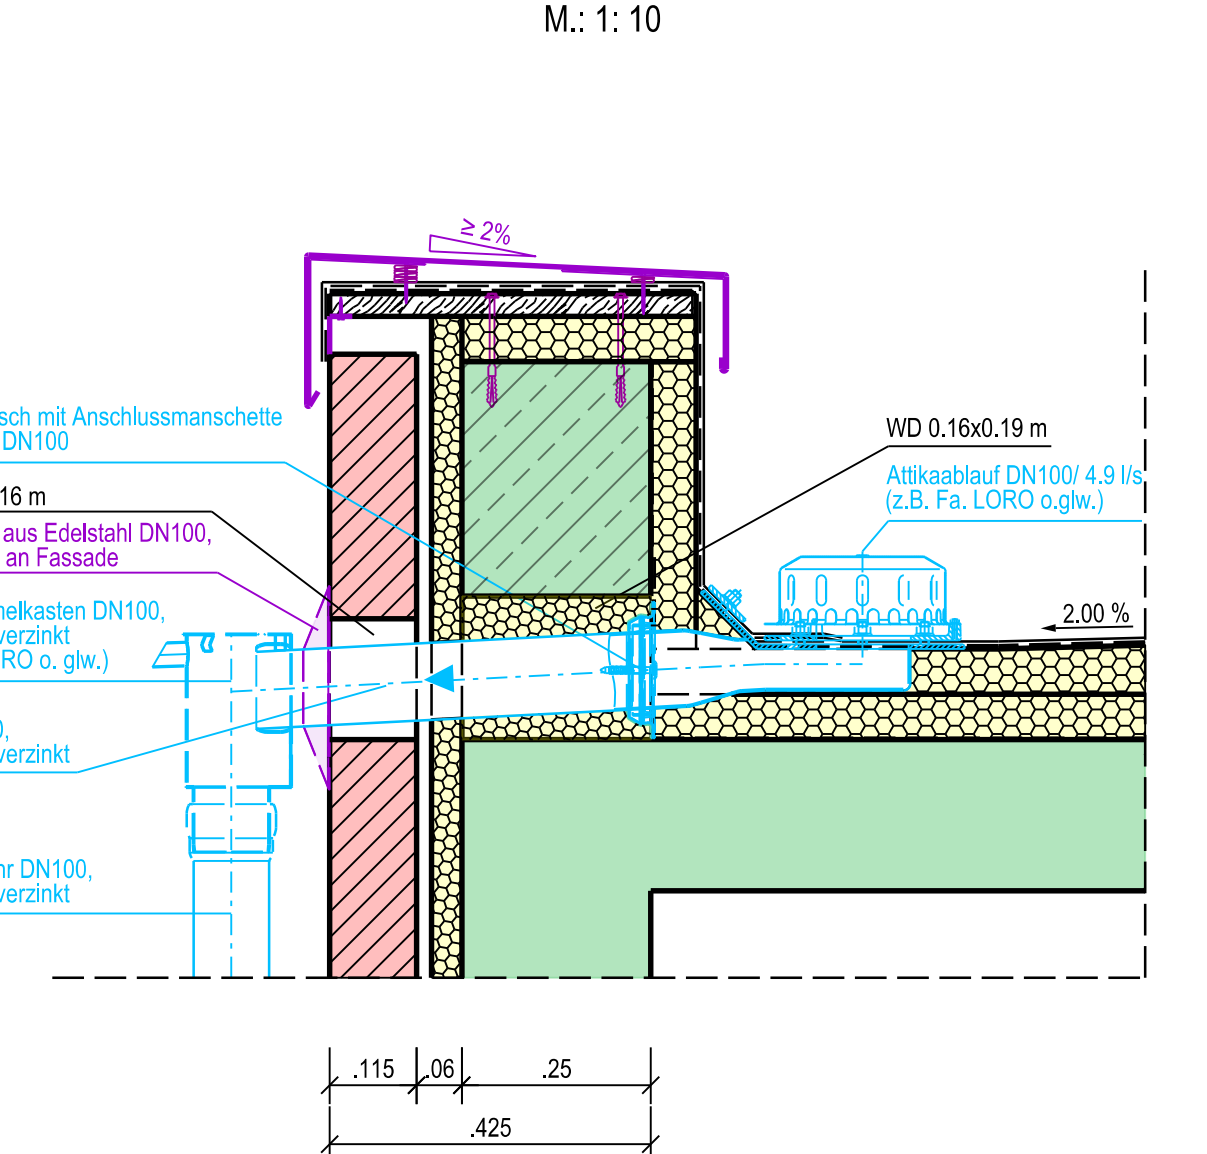 M.: 1: 10
≥ 2%
sch mit Anschlussmanschette
DN100
WD 0.16x0.19 m
Attikaablauf DN100/ 4.9 l/s
(z.B. Fa. LORO o.glw.)
16 m
aus Edelstahl DN100,
an Fassade
nelkasten DN100,
verzinkt
RO o. glw.)
2.00 %
0,
verzinkt
hr DN100,
verzinkt
.115
.06
.25
.425